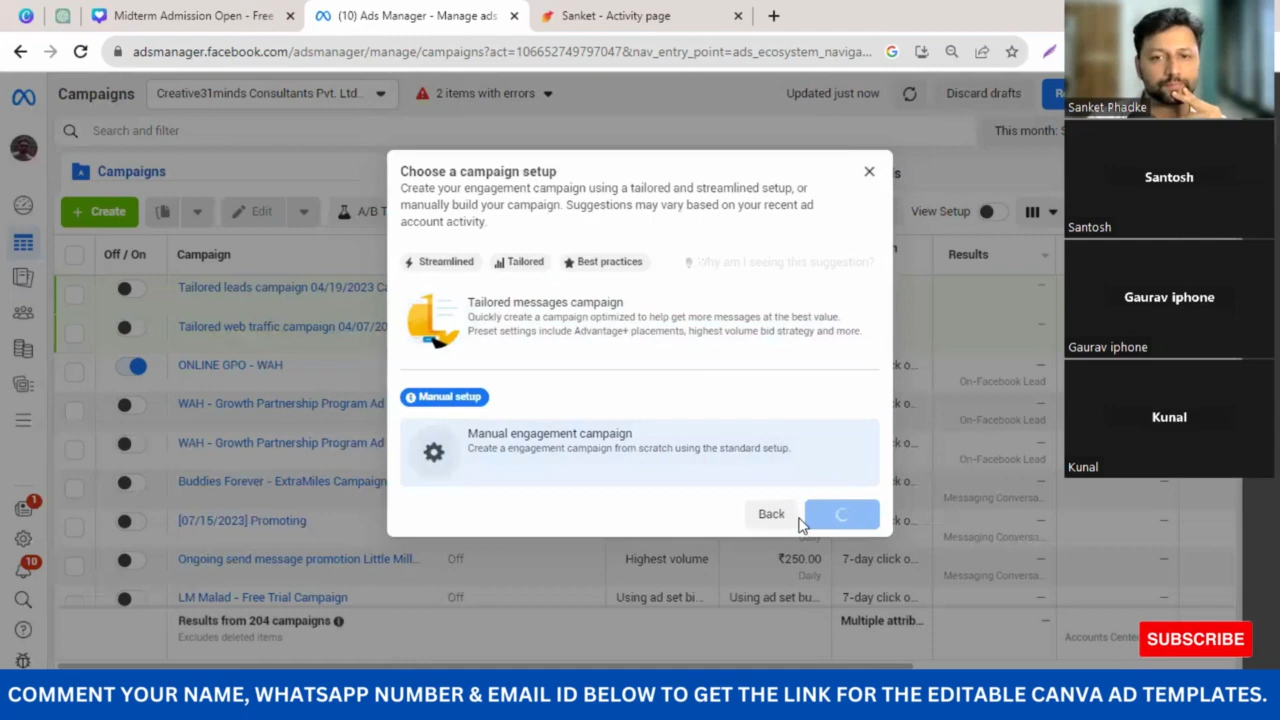 Midterm Admission Open - Free
(10) Ads Manager - Manage ads
Sanket - Activity page
adsmanager.facebook.com/adsmanager/manage/campaigns?act=106652749797047&nav_entry_point=ads_ecosystem_naviga...
Campaigns
Creative31minds Consultants Pvt. Ltd...
2 items with errors
Updated just now
Discard drafts
Search and filter
This month:
Campaigns
+ Create
Edit
A/B T
View Setup
Off / On
Campaign
Results
Tailored leads campaign 04/19/2023 C
Tailored web traffic campaign 04/07/20
ONLINE GPO - WAH
On-Facebook Lead
WAH - Growth Partnership Program Ad
On-Facebook Lead
WAH - Growth Partnership Program Ad
On-Facebook Lead
Buddies Forever - ExtraMiles Campaign
Messaging Conversa...
[07/15/2023] Promoting
Messaging Conversa...
Daily
Ongoing send message promotion Little Mill...
Off
Highest volume
₹250.00
Daily
7-day click o...
Messaging Conversa...
LM Malad - Free Trial Campaign
Off
Using ad set bi...
Using ad set bu...
7-day click o...
Results from 204 campaigns
Excludes deleted items
Multiple attrib...
Accounts Cente
Choose a campaign setup
Create your engagement campaign using a tailored and streamlined setup, or
manually build your campaign. Suggestions may vary based on your recent ad
account activity.
Streamlined
Tailored
Best practices
Why am I seeing this suggestion?
Tailored messages campaign
Quickly create a campaign optimized to help get more messages at the best value.
Preset settings include Advantage+ placements, highest volume bid strategy and more.
Manual setup
Manual engagement campaign
Create a engagement campaign from scratch using the standard setup.
Back
1
10
Sanket Phadke
Santosh
Santosh
Gaurav iphone
Gaurav iphone
Kunal
Kunal
SUBSCRIBE
COMMENT YOUR NAME, WHATSAPP NUMBER & EMAIL ID BELOW TO GET THE LINK FOR THE EDITABLE CANVA AD TEMPLATES.